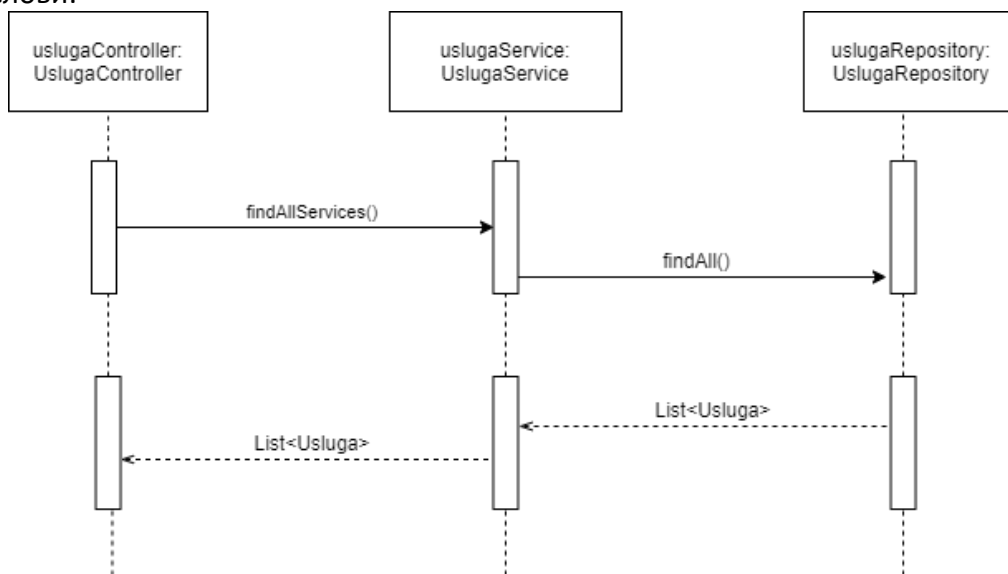 uslugaController:
UslugaController
uslugaService:
UslugaService
uslugaRepository:
UslugaRepository
findAllServices()
findAll()
List<Usluga>
List<Usluga>